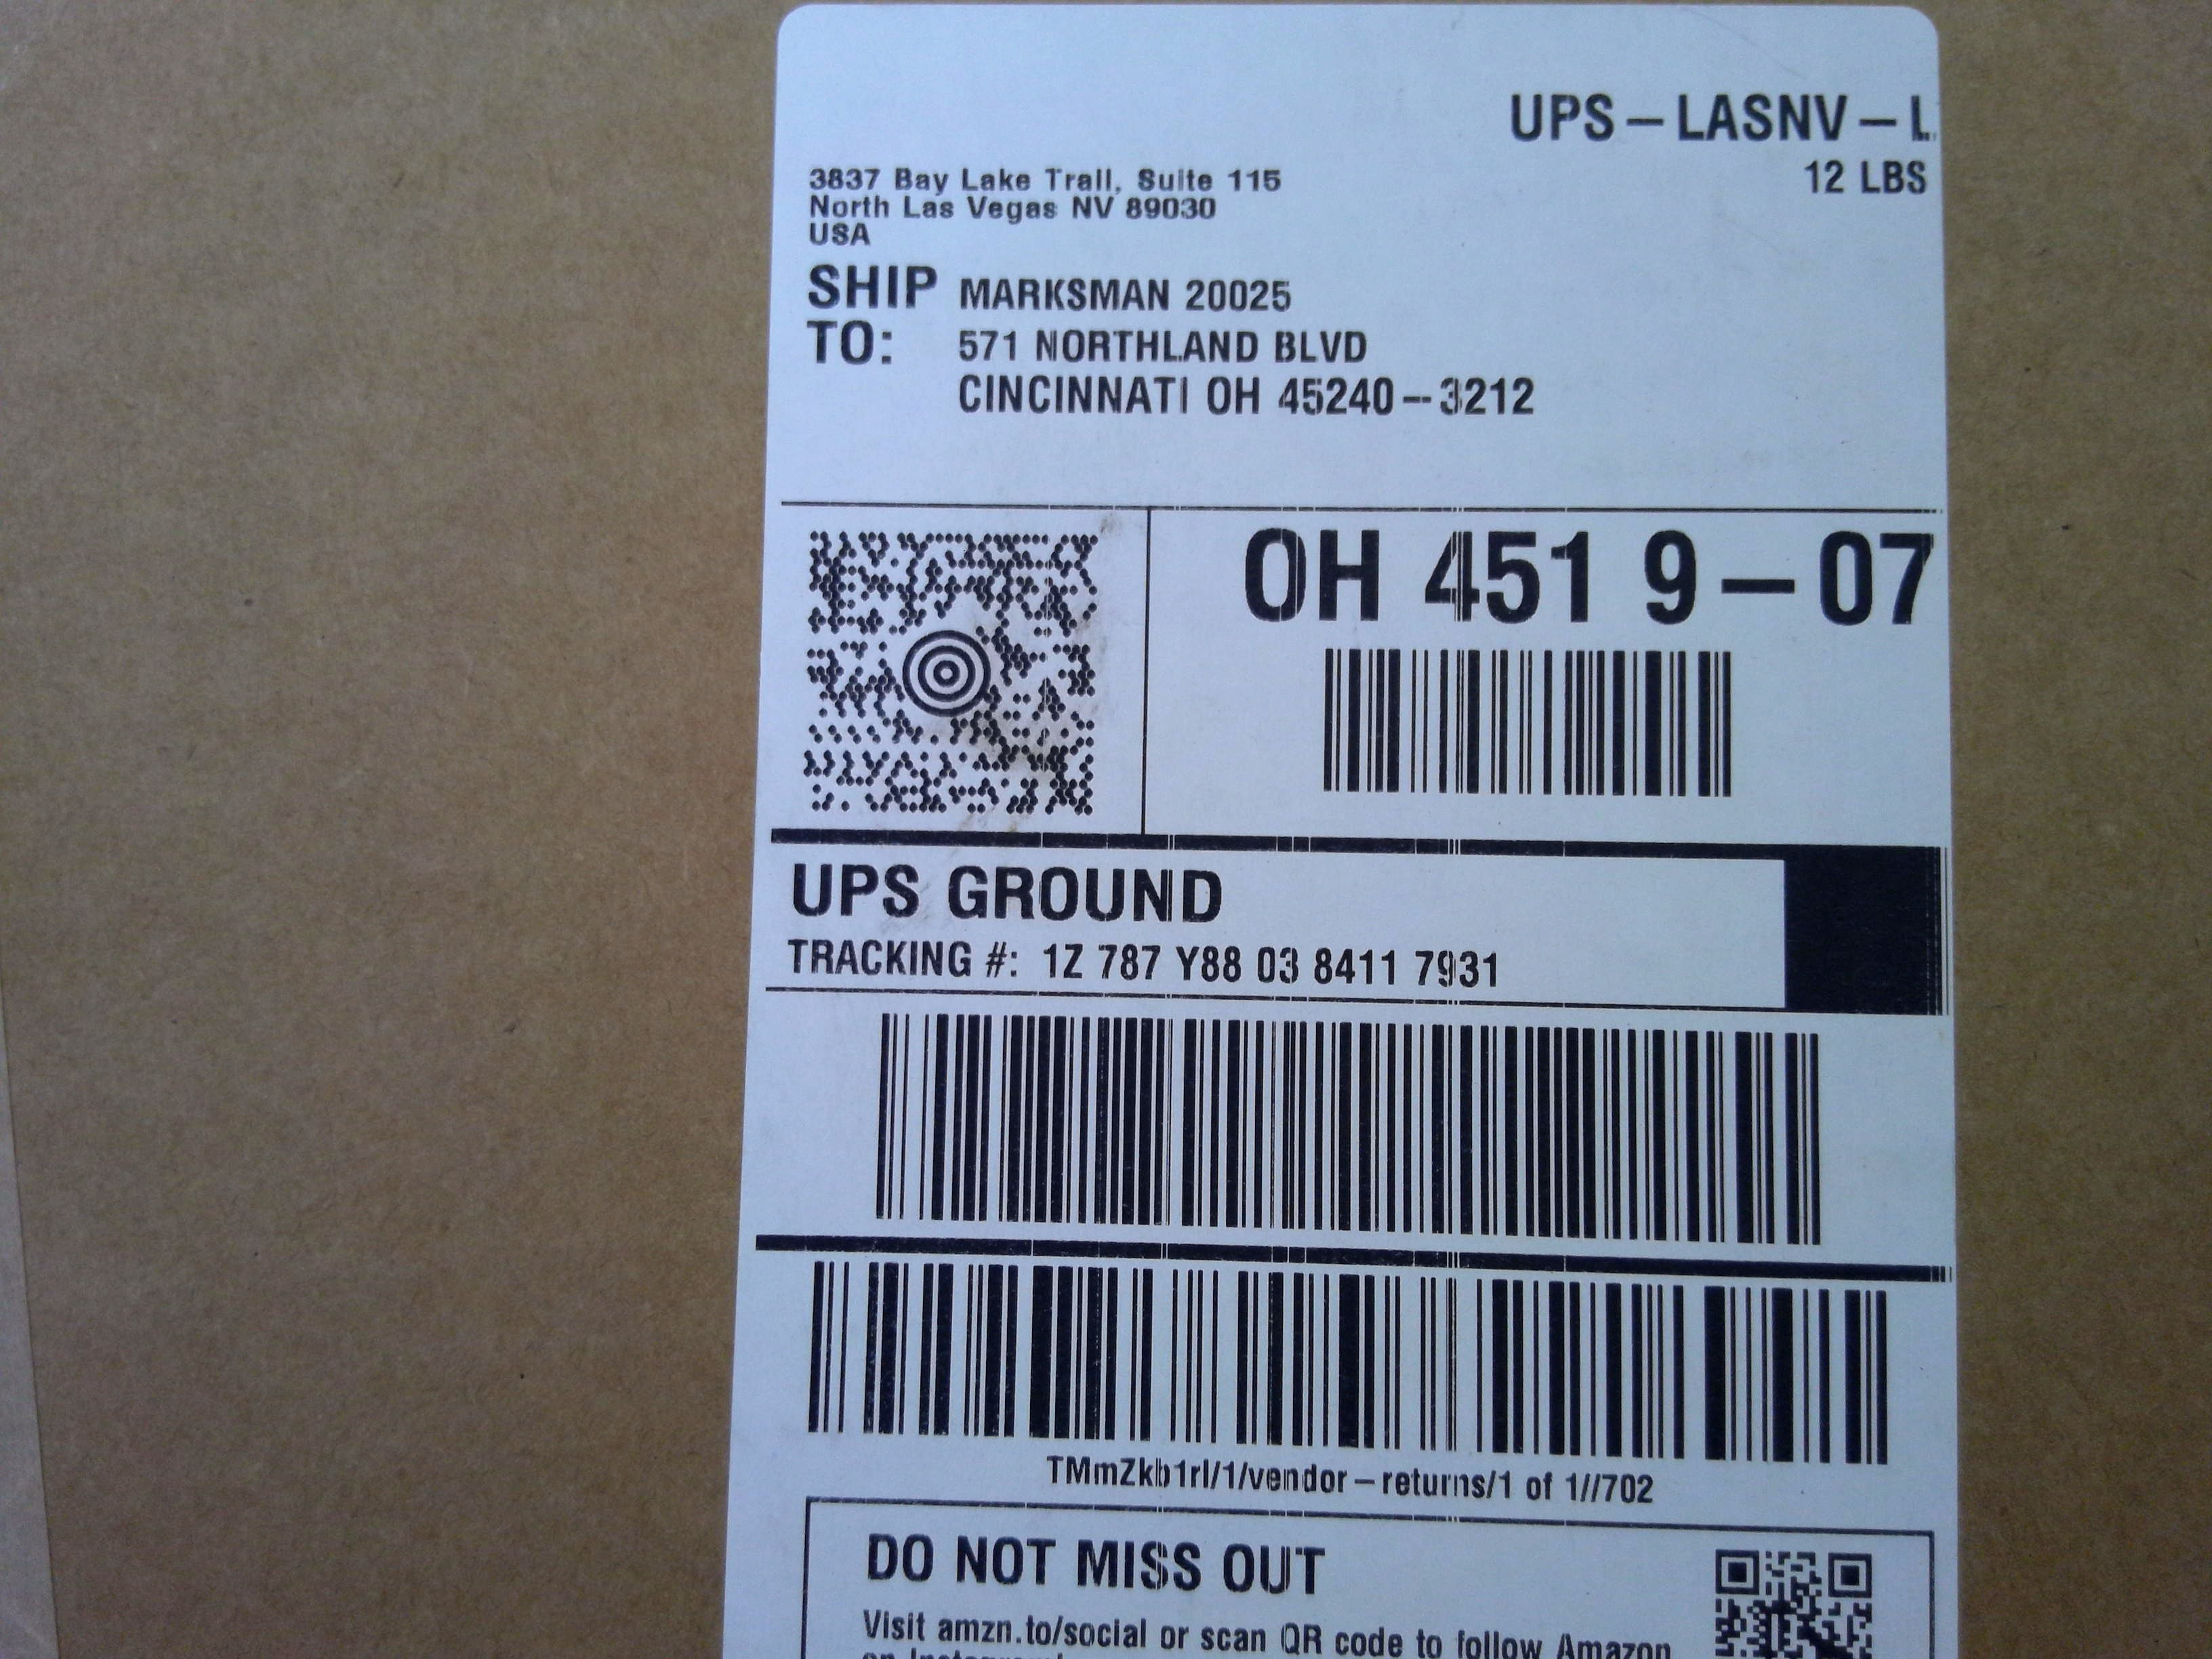 UPS – LASNV – L
12 LBS
3837 Bay Lake Trail, Suite 115
North Las Vegas NV 89030
USA
SHIP TO: MARKSMAN 20025
571 NORTHLAND BLVD
CINCINNATI OH 45240–3212
OH 451 9 – 07
UPS GROUND
TRACKING #: 1Z 787 Y88 03 8411 7931
TMmZkb1rl/1/vendor – returns/1 of 1//702
DO NOT MISS OUT
Visit amzn.to/social or scan QR code to follow Amazon
on Instagram!